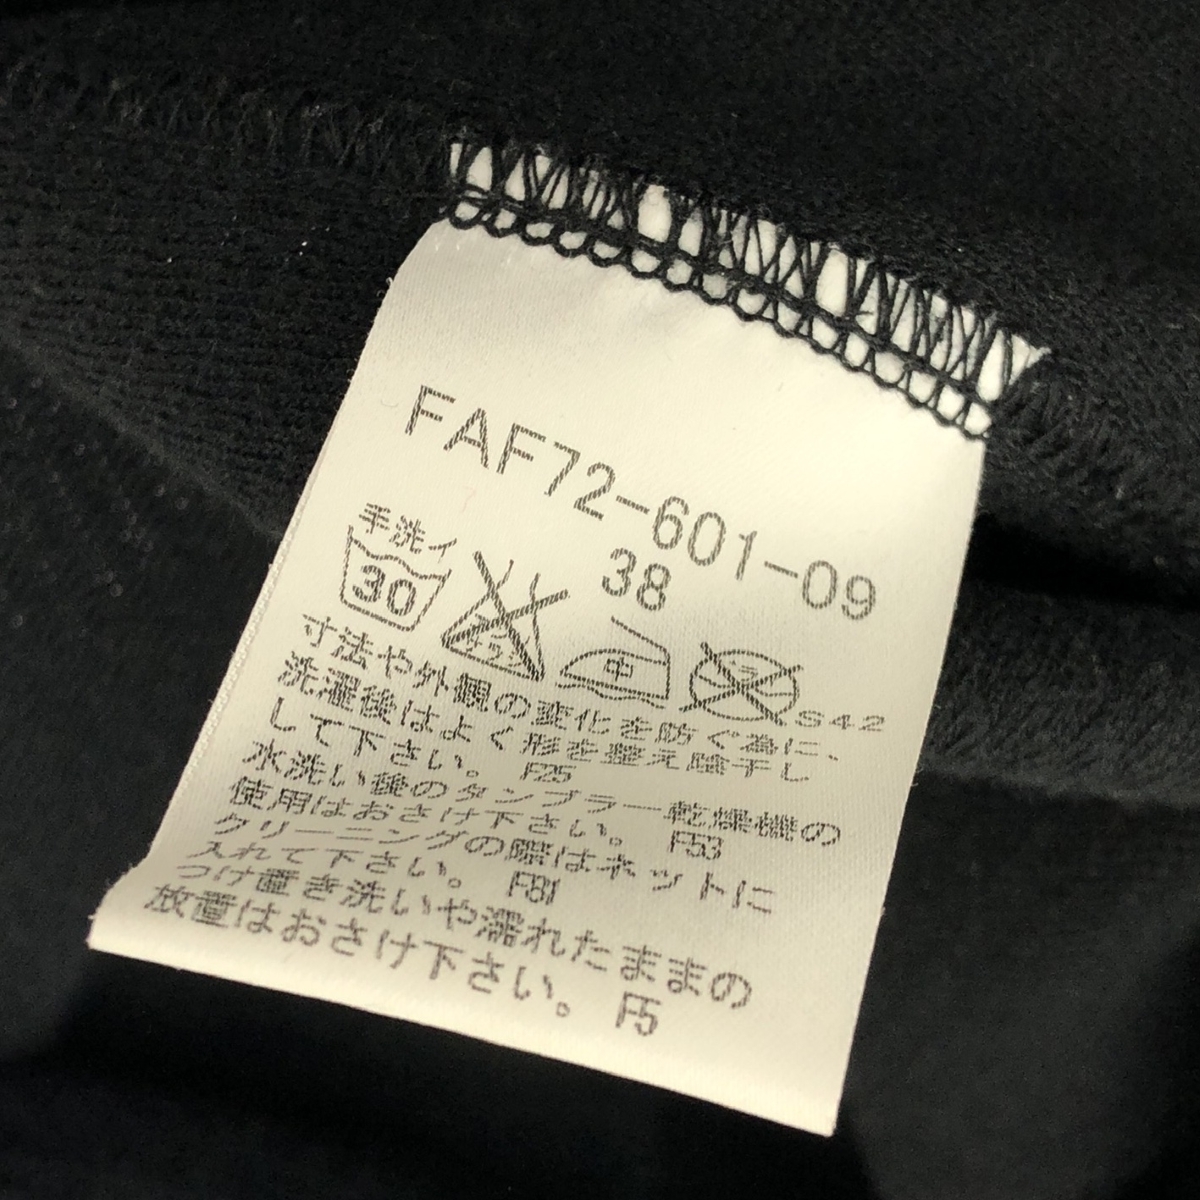 FAF72-601-09
38
手洗イ
30
中
S42
寸法や外観の変化を防ぐ為に、
洗濯後はよく形を整え陰干し
して下さい。 F25
水洗い後のタンブラー乾燥機の
使用はおさけ下さい。 F53
クリーニングの際はネットに
入れて下さい。 F81
つけ置き洗いや濡れたままの
放置はおさけ下さい。 F5